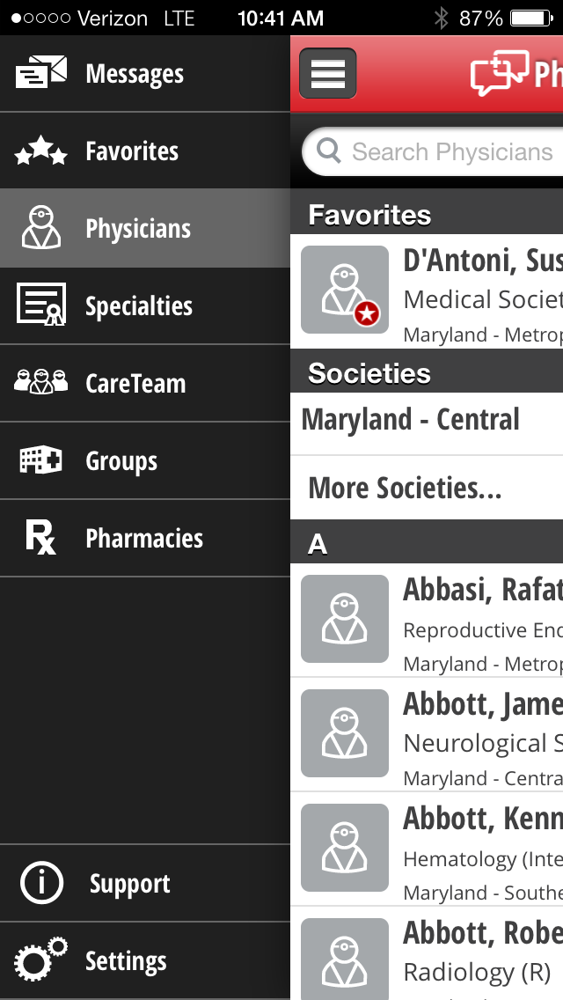 Verizon LTE 10:41 AM 87%
Messages
Favorites
Physicians
Specialties
CareTeam
Groups
Rx Pharmacies
Support
Settings
Ph
Search Physicians
Favorites
D'Antoni, Sus
Medical Societ
Maryland - Metrop
Societies
Maryland - Central
More Societies...
A
Abbasi, Rafat
Reproductive End
Maryland - Metrop
Abbott, Jame
Neurological S
Maryland - Centra
Abbott, Kenn
Hematology (Inte
Maryland - Southe
Abbott, Robe
Radiology (R)